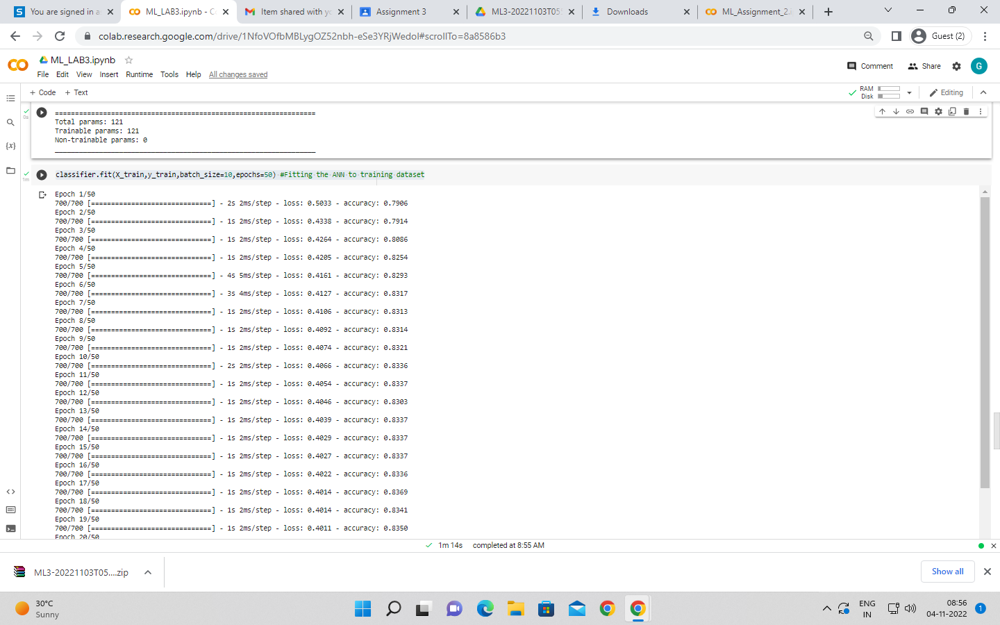 You are signed in a
ML_LAB3.ipynb - C
Item shared with yo
Assignment 3
ML3-20221103T05
Downloads
ML_Assignment_2.i
colab.research.google.com/drive/1NfoVOfbMBLygOZ52nbh-eSe3YRjWedoI#scrollTo=8a8586b3
Guest (2)
ML_LAB3.ipynb
File Edit View Insert Runtime Tools Help All changes saved
Comment
Share
G
+ Code + Text
RAM
Disk
Editing
0s
=================================================================
Total params: 121
Trainable params: 121
Non-trainable params: 0
_________________________________________________________________
1m
classifier.fit(X_train,y_train,batch_size=10,epochs=50) #Fitting the ANN to training dataset
Epoch 1/50
700/700 [==============================] - 2s 2ms/step - loss: 0.5033 - accuracy: 0.7906
Epoch 2/50
700/700 [==============================] - 1s 2ms/step - loss: 0.4338 - accuracy: 0.7914
Epoch 3/50
700/700 [==============================] - 1s 2ms/step - loss: 0.4264 - accuracy: 0.8086
Epoch 4/50
700/700 [==============================] - 1s 2ms/step - loss: 0.4205 - accuracy: 0.8254
Epoch 5/50
700/700 [==============================] - 4s 5ms/step - loss: 0.4161 - accuracy: 0.8293
Epoch 6/50
700/700 [==============================] - 3s 4ms/step - loss: 0.4127 - accuracy: 0.8317
Epoch 7/50
700/700 [==============================] - 1s 2ms/step - loss: 0.4106 - accuracy: 0.8313
Epoch 8/50
700/700 [==============================] - 1s 2ms/step - loss: 0.4092 - accuracy: 0.8314
Epoch 9/50
700/700 [==============================] - 1s 2ms/step - loss: 0.4074 - accuracy: 0.8321
Epoch 10/50
700/700 [==============================] - 2s 2ms/step - loss: 0.4066 - accuracy: 0.8336
Epoch 11/50
700/700 [==============================] - 1s 2ms/step - loss: 0.4054 - accuracy: 0.8337
Epoch 12/50
700/700 [==============================] - 1s 2ms/step - loss: 0.4046 - accuracy: 0.8303
Epoch 13/50
700/700 [==============================] - 1s 2ms/step - loss: 0.4039 - accuracy: 0.8337
Epoch 14/50
700/700 [==============================] - 1s 2ms/step - loss: 0.4029 - accuracy: 0.8337
Epoch 15/50
700/700 [==============================] - 1s 2ms/step - loss: 0.4027 - accuracy: 0.8337
Epoch 16/50
700/700 [==============================] - 1s 2ms/step - loss: 0.4022 - accuracy: 0.8336
Epoch 17/50
700/700 [==============================] - 1s 2ms/step - loss: 0.4014 - accuracy: 0.8369
Epoch 18/50
700/700 [==============================] - 1s 2ms/step - loss: 0.4014 - accuracy: 0.8341
Epoch 19/50
700/700 [==============================] - 1s 2ms/step - loss: 0.4011 - accuracy: 0.8350
Epoch 20/50
1m 14s completed at 8:55 AM
ML3-20221103T05....zip
Show all
30°C
Sunny
ENG
IN
08:56
04-11-2022
1